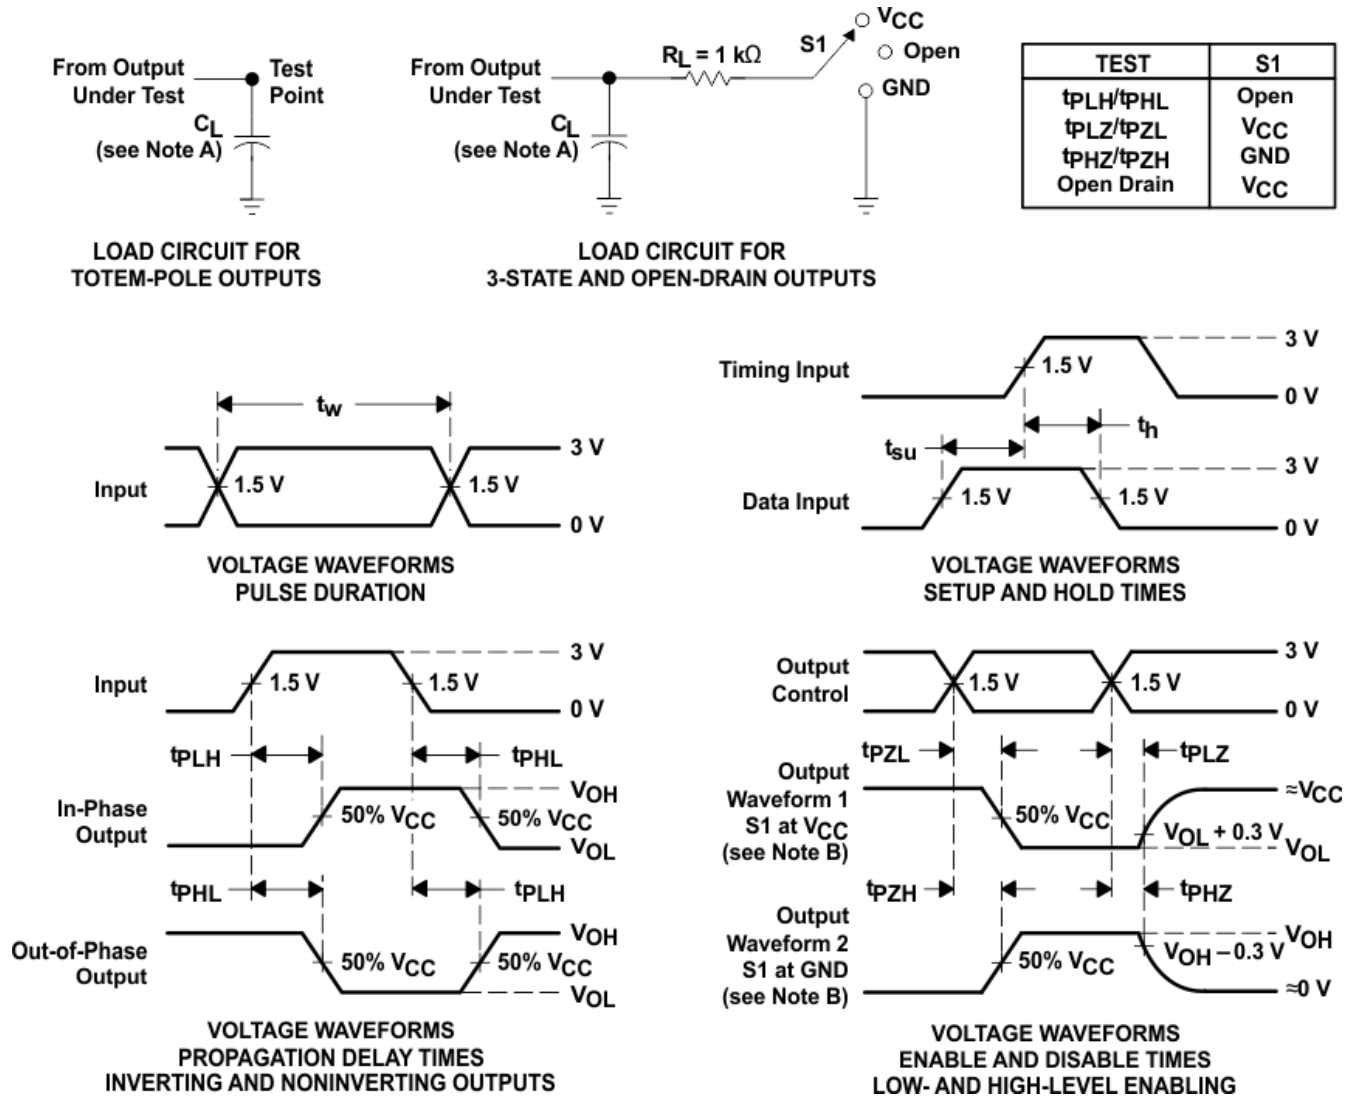 From Output
Under Test
Test
Point
CL
(see Note A)
LOAD CIRCUIT FOR
TOTEM-POLE OUTPUTS
From Output
Under Test
RL = 1 kΩ
S1
VCC
Open
GND
CL
(see Note A)
LOAD CIRCUIT FOR
3-STATE AND OPEN-DRAIN OUTPUTS
TEST S1
tPLH/tPHL Open
tPLZ/tPZL VCC
tPHZ/tPZH GND
Open Drain VCC
tw
Input
1.5 V
1.5 V
3 V
0 V
VOLTAGE WAVEFORMS
PULSE DURATION
Timing Input
1.5 V
3 V
0 V
tsu
th
Data Input
1.5 V
1.5 V
3 V
0 V
VOLTAGE WAVEFORMS
SETUP AND HOLD TIMES
Input
1.5 V
1.5 V
3 V
0 V
tPLH
tPHL
In-Phase
Output
50% VCC
50% VCC
VOH
VOL
tPHL
tPLH
Out-of-Phase
Output
50% VCC
50% VCC
VOH
VOL
VOLTAGE WAVEFORMS
PROPAGATION DELAY TIMES
INVERTING AND NONINVERTING OUTPUTS
Output
Control
1.5 V
1.5 V
3 V
0 V
tPZL
tPLZ
Output
Waveform 1
S1 at VCC
(see Note B)
50% VCC
VOL + 0.3 V
≈VCC
VOL
tPZH
tPHZ
Output
Waveform 2
S1 at GND
(see Note B)
50% VCC
VOH − 0.3 V
VOH
≈0 V
VOLTAGE WAVEFORMS
ENABLE AND DISABLE TIMES
LOW- AND HIGH-LEVEL ENABLING